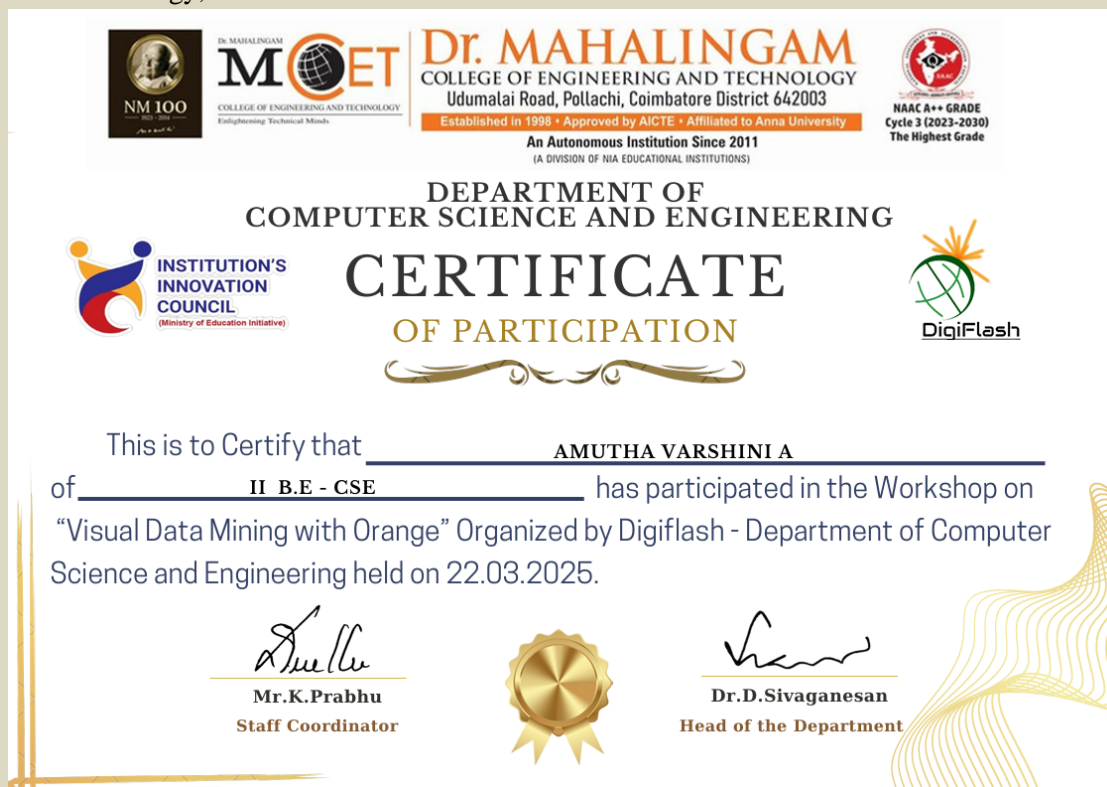 NM 100
1923 - 2024
Dr. MAHALINGAM
MCET
COLLEGE OF ENGINEERING AND TECHNOLOGY
Enlightening Technical Minds
Dr. MAHALINGAM
COLLEGE OF ENGINEERING AND TECHNOLOGY
Udumalai Road, Pollachi, Coimbatore District 642003
Established in 1998 • Approved by AICTE • Affiliated to Anna University
An Autonomous Institution Since 2011
(A DIVISION OF NIA EDUCATIONAL INSTITUTIONS)
NAAC
NAAC A++ GRADE
Cycle 3 (2023-2030)
The Highest Grade
DEPARTMENT OF
COMPUTER SCIENCE AND ENGINEERING
INSTITUTION'S
INNOVATION
COUNCIL
(Ministry of Education Initiative)
CERTIFICATE
OF PARTICIPATION
DigiFlash
This is to Certify that AMUTHA VARSHINI A
of II B.E - CSE has participated in the Workshop on
“Visual Data Mining with Orange” Organized by Digiflash - Department of Computer
Science and Engineering held on 22.03.2025.
Mr.K.Prabhu
Staff Coordinator
Dr.D.Sivaganesan
Head of the Department